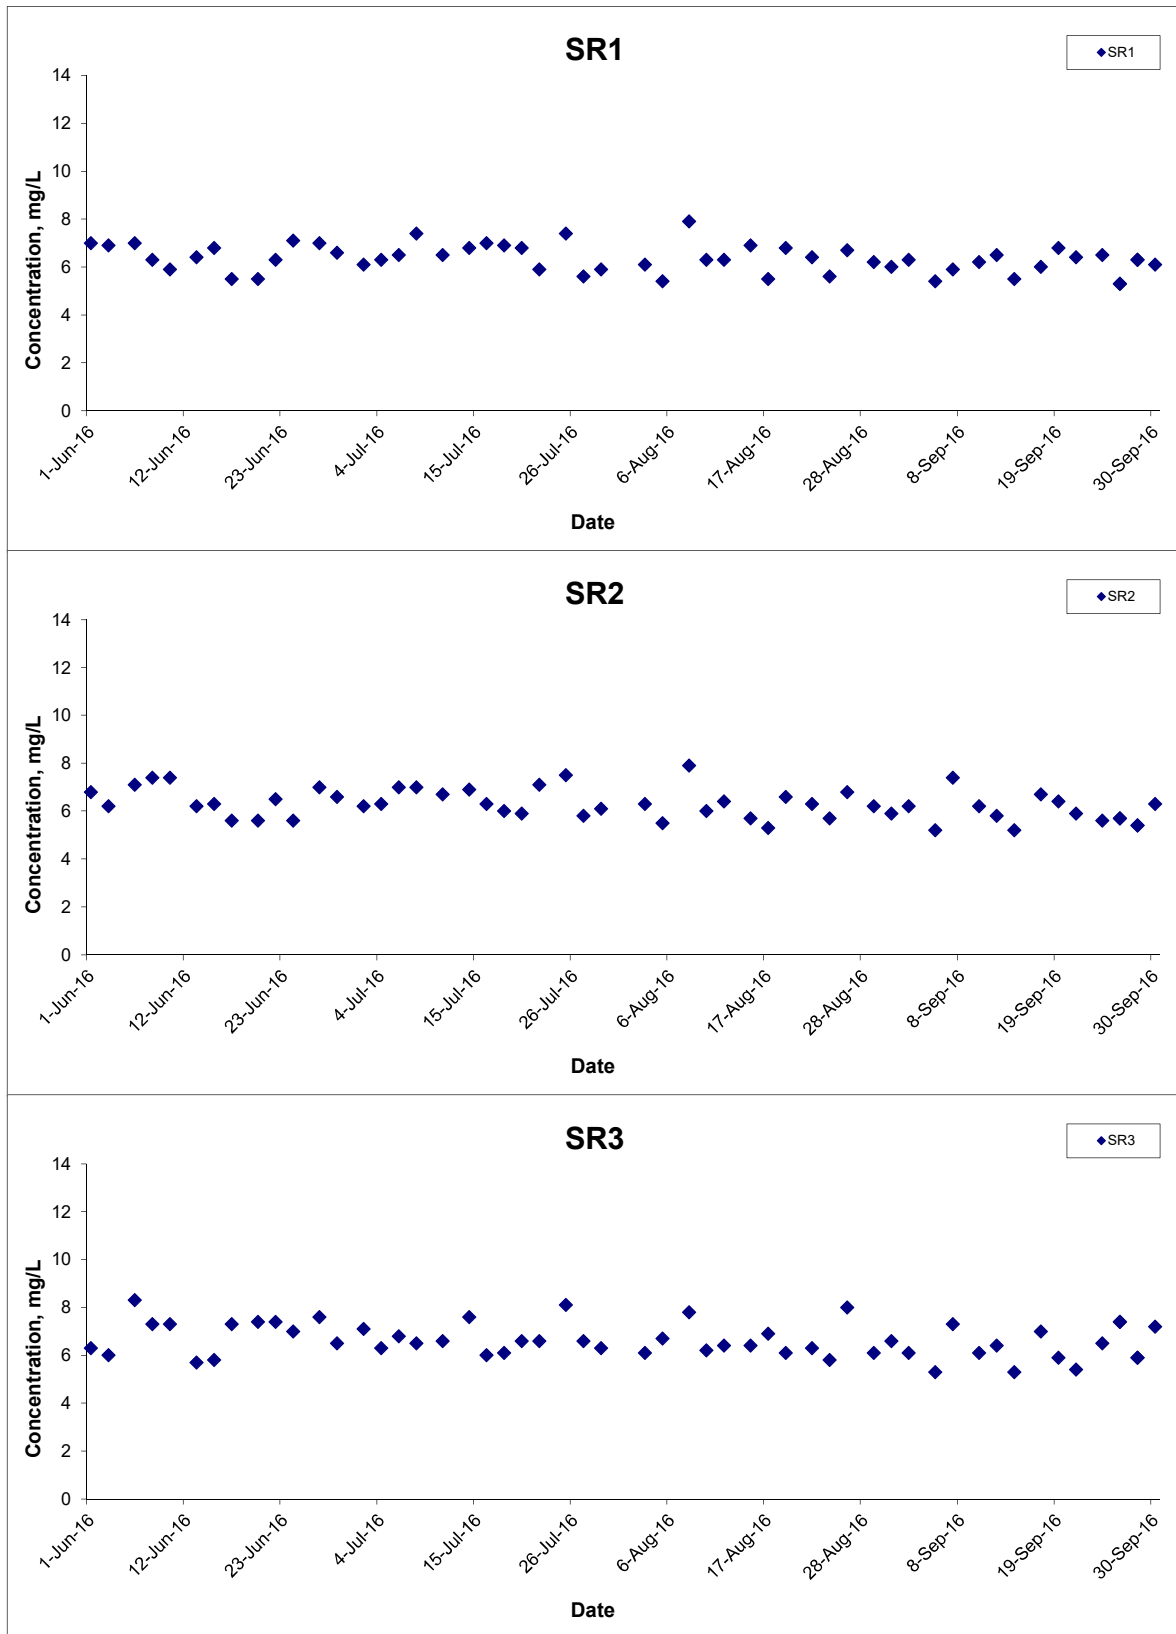 SR1
SR1
Concentration, mg/L
14
12
10
8
6
4
2
0
1-Jun-16
12-Jun-16
23-Jun-16
4-Jul-16
15-Jul-16
26-Jul-16
6-Aug-16
17-Aug-16
28-Aug-16
8-Sep-16
19-Sep-16
30-Sep-16
Date
SR2
SR2
Concentration, mg/L
14
12
10
8
6
4
2
0
1-Jun-16
12-Jun-16
23-Jun-16
4-Jul-16
15-Jul-16
26-Jul-16
6-Aug-16
17-Aug-16
28-Aug-16
8-Sep-16
19-Sep-16
30-Sep-16
Date
SR3
SR3
Concentration, mg/L
14
12
10
8
6
4
2
0
1-Jun-16
12-Jun-16
23-Jun-16
4-Jul-16
15-Jul-16
26-Jul-16
6-Aug-16
17-Aug-16
28-Aug-16
8-Sep-16
19-Sep-16
30-Sep-16
Date